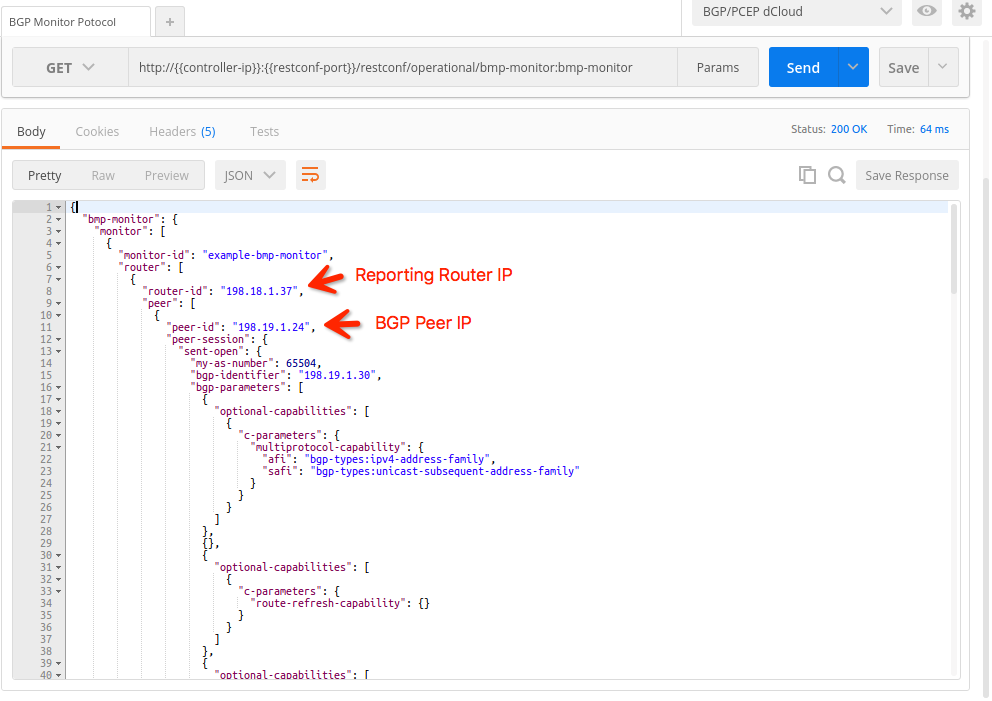 BGP Monitor Potocol
+
BGP/PCEP dCloud
GET
http://{{controller-ip}}:{{restconf-port}}/restconf/operational/bmp-monitor:bmp-monitor
Params
Send
Save
Body
Cookies
Headers (5)
Tests
Status: 200 OK
Time: 64 ms
Pretty
Raw
Preview
JSON
Save Response
1 {
2 "bmp-monitor": {
3 "monitor": [
4 {
5 "monitor-id": "example-bmp-monitor",
6 "router": [
7 {
8 "router-id": "198.18.1.37",
Reporting Router IP
9 "peer": [
10 {
11 "peer-id": "198.19.1.24",
BGP Peer IP
12 "peer-session": {
13 "sent-open": {
14 "my-as-number": 65504,
15 "bgp-identifier": "198.19.1.30",
16 "bgp-parameters": [
17 {
18 "optional-capabilities": [
19 {
20 "c-parameters": {
21 "multiprotocol-capability": {
22 "afi": "bgp-types:ipv4-address-family",
23 "safi": "bgp-types:unicast-subsequent-address-family"
24 }
25 }
26 }
27 ]
28 },
29 {},
30 {
31 "optional-capabilities": [
32 {
33 "c-parameters": {
34 "route-refresh-capability": {}
35 }
36 }
37 ]
38 },
39 {
40 "optional-capabilities": [